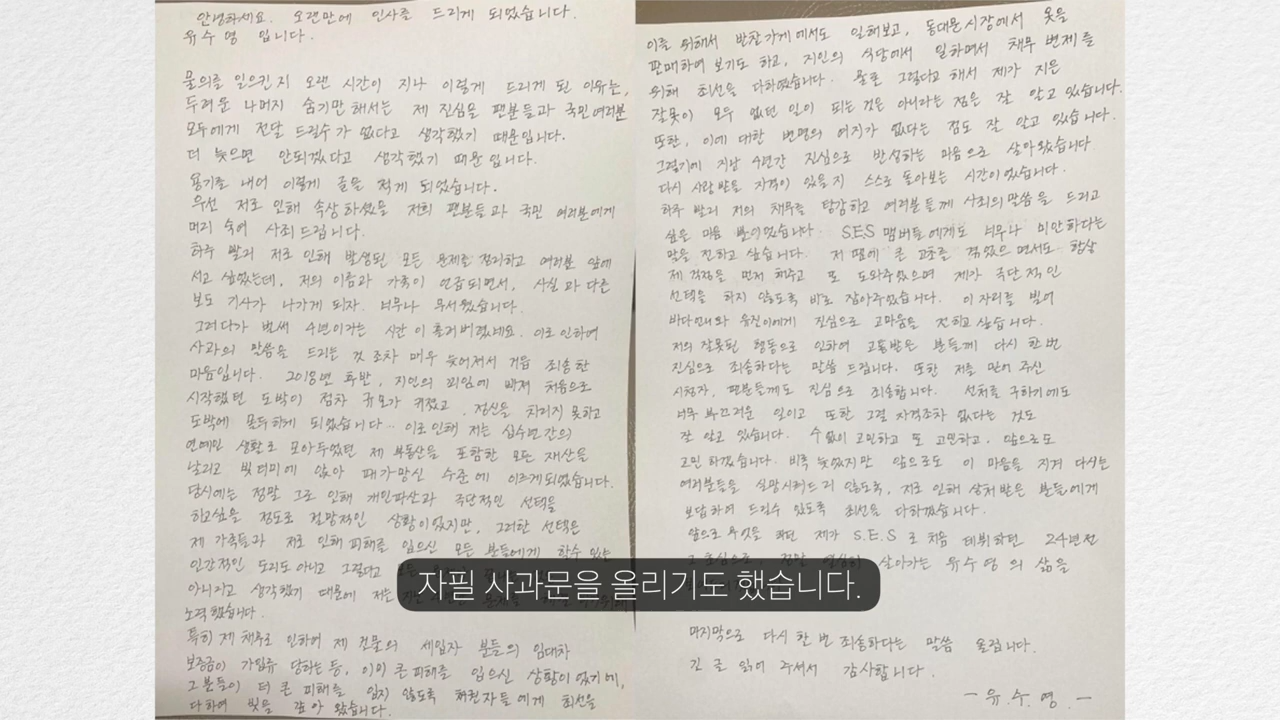 안녕하세요. 오랜만에 인사를 드리게 되었습니다.
유수영 입니다.
물의를 일으킨지 오랜 시간이 지나 이렇게 드리게 된 이유는,
두려운 나머지 숨기만 해서는 제 진심을 팬분들과 국민 여러분
모두에게 전달 드릴수가 없다고 생각했기 때문입니다.
더 늦으면 안되겠다고 생각했기 때문 입니다.
용기를 내어 이렇게 글을 적게 되었습니다.
우선 저로 인해 속상하셨을 저희 팬분들과 국민 여러분에게
머리 숙여 사죄드립니다.
하루 빨리 저로 인해 발생된 모든 문제를 정리하고 여러분 앞에
서고 싶었는데, 저의 이름과 가족이 언급되면서, 사실과 다른
보도 기사가 나가게 되자. 너무나 무서웠습니다.
그러다가 벌써 4년이라는 시간이 흘러버렸네요. 이로 인하여
사과의 말씀을 드리는 것 조차 매우 늦어져서 거듭 죄송한
마음입니다. 2018년 후반, 지인의 꾀임에 빠져 처음으로
시작했던 도박이 점차 규모가 커졌고, 정신을 차리지 못하고
도박에 몰두하게 되었습니다.. 이로 인해 저는 십수년간의
연예인 생활로 모아두었던 제 부동산을 포함한 모든 재산을
날리고 빚더미에 앉아 패가망신 수준에 이르게되었습니다.
당시에는 정말 그로 인해 개인파산과 극단적인 선택을
하고싶을 정도로 절망적인 상황이었지만, 그러한 선택은
제 가족들과 저로 인해 피해를 입으신 모든 분들에게 할수 있는
인간적인 도리도 아니고 그렇다고
아니라고 생각했기 때문에 저는
노력했습니다.
특히 제 채무로 인하여 제 건물의 세입자 분들의 임대차
보증금이 가압류 당하는 등, 이와 큰 피해를 입으신 상황이 있었기에,
그분들이 더 큰 피해를 입지 않도록 채권자들에게 최선을
다하여 빚을 갚아 왔습니다.
이를 위해서 반찬가게에서도 일해보고, 동대문시장에서 옷을
판매하여 보기도 하고, 지인의 식당에서 일하면서 채무 변제를
위해 최선을 다하였습니다. 물론 그렇다고 해서 제가 지은
잘못이 모두 없던 일이 되는 것은 아니라는 점은 잘 알고 있습니다.
또한, 이에 대한 변명의 여지가 없다는 점도 잘 알고 있습니다.
그렇기에 지난 4년간 진심으로 반성하는 마음으로 살아왔습니다
다시 사랑받을 자격이 있을지 스스로 돌아보는 시간이었습니다.
하루 빨리 저의 채무를 탕감하고 여러분들께 사죄의 말씀을 드리고
싶은 마음 뿐이었습니다. S.E.S 맴버들에게도 너무나 미안하다는
말을 전하고 싶습니다. 저 땜에 큰 고초를 겪었으면서도 항상
제 걱정을 먼저 해주고 또 도와주었으며 제가 극단적인
선택을 하지 않도록 바로 잡아주었습니다. 이 자리를 빌어
바다언니와 유진이에게 진심으로 고마움을 전하고 싶습니다.
저의 잘못된 행동으로 인하여 고통받은 분들께 다시 한번
진심으로 죄송하다는 말씀 드립니다. 또한 저를 믿어 주신
시청자, 팬분들께도 진심으로 죄송합니다. 선처를 구하기에도
너무 부끄러운 일이고 또한 그럴 자격조차 없다는 것도
잘 알고 있습니다. 수없이 고민하고 또 고민하고, 앞으로도
고민 하겠습니다. 비록 늦었지만 앞으로도 이 마음을 지켜 다시는
여러분들을 실망시켜드리 않도록, 저로 인해 상처받은 분들에게
보답하여 드릴수 있도록 최선을 다하겠습니다.
앞으로 무엇을 하던 제가 S.E.S 로 처음 데뷔하던 24년전
그 초심으로, 정말 열심히 살아가는 유수영의 삶을
마지막으로 다시 한 번 죄송하다는 말씀 올립니다.
긴 글 읽어 주셔서 감사합니다.
- 유. 수. 영. -
자필 사과문을 올리기도 했습니다.